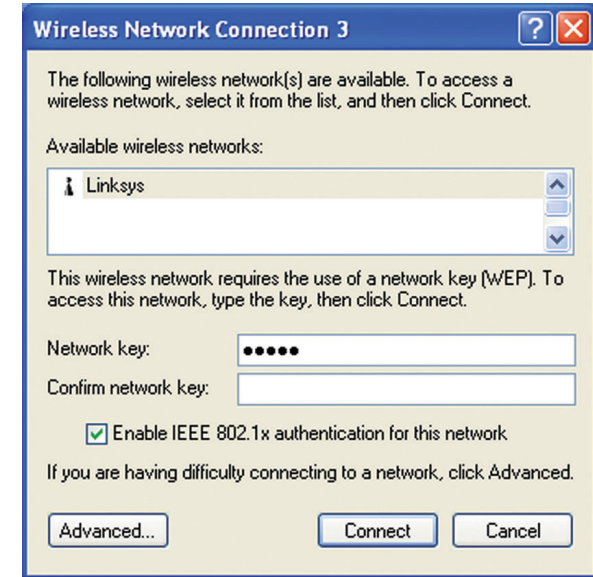 Wireless Network Connection 3
The following wireless network(s) are available. To access a
wireless network, select it from the list, and then click Connect.
Available wireless networks:
Linksys
This wireless network requires the use of a network key (WEP). To
access this network, type the key, then click Connect.
Network key: •••••
Confirm network key:
Enable IEEE 802.1x authentication for this network
If you are having difficulty connecting to a network, click Advanced.
Advanced... Connect Cancel